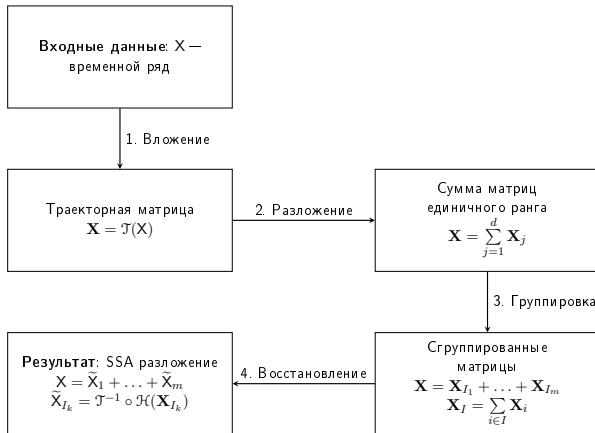 Входные данные: X —
временной ряд
1. Вложение
Траекторная матрица
X = 𝒯(X)
2. Разложение
Сумма матриц
единичного ранга
X = ∑_{j=1}^{d} X_j
3. Группировка
Сгруппированные
матрицы
X = X_{I_1} + … + X_{I_m}
X_I = ∑_{i∈I} X_i
4. Восстановление
Результат: SSA разложение
X = X̃_1 + … + X̃_m
X̃_{I_k} = 𝒯^{−1} ∘ ℋ(X_{I_k})